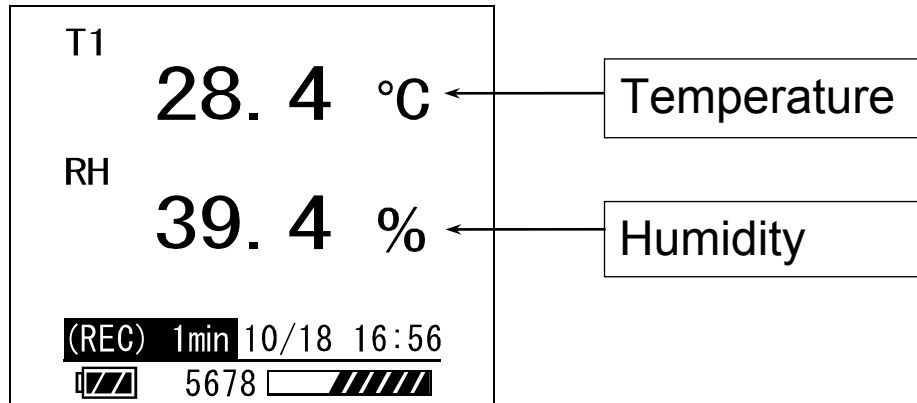 T1
28.4 °C
Temperature
RH
39.4 %
Humidity
(REC) 1min 10/18 16:56
5678